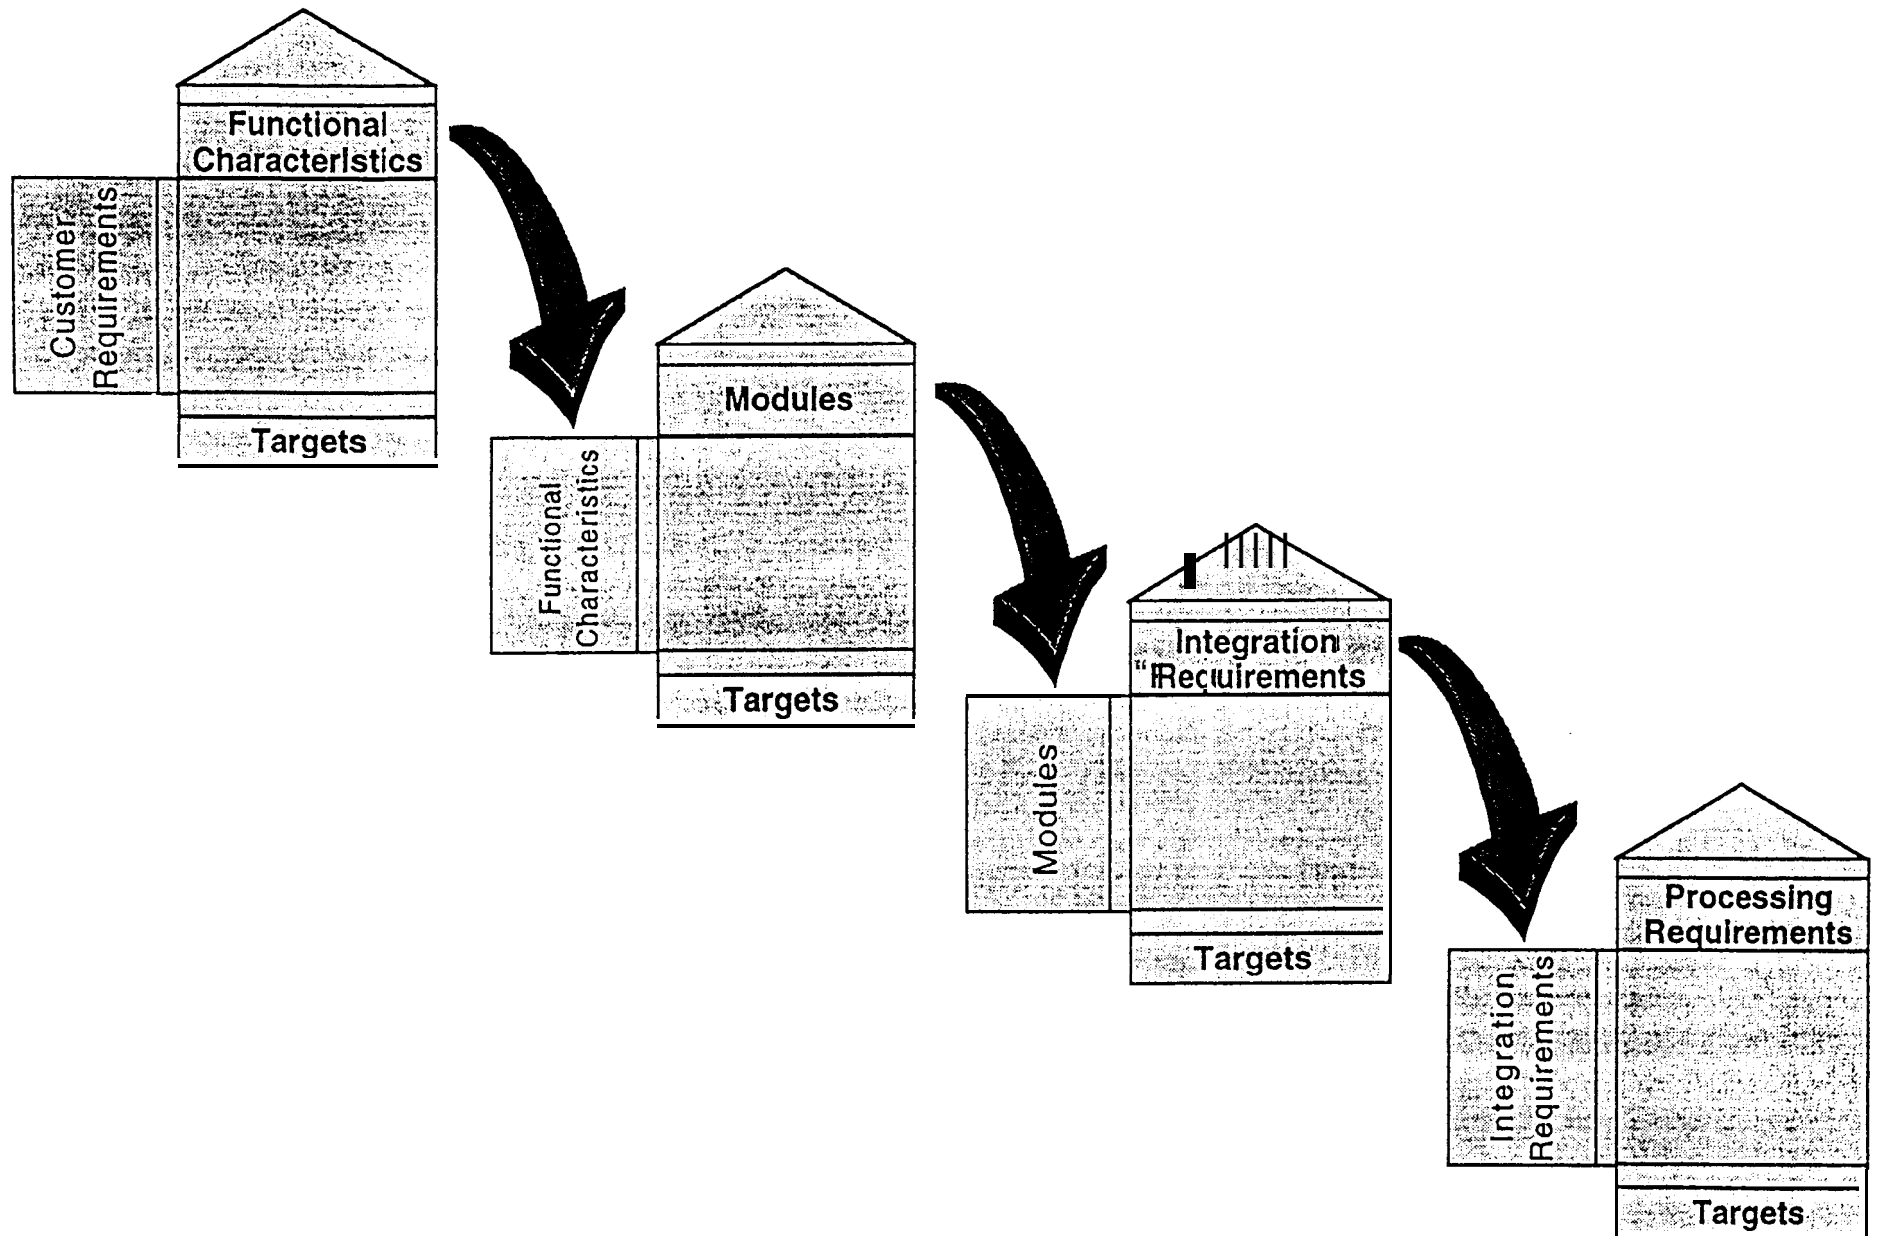 Functional
Characteristics
Customer
Requirements
Targets
Modules
Functional
Characteristics
Targets
Integration
Requirements
Modules
Targets
Processing
Requirements
Integration
Requirements
Targets